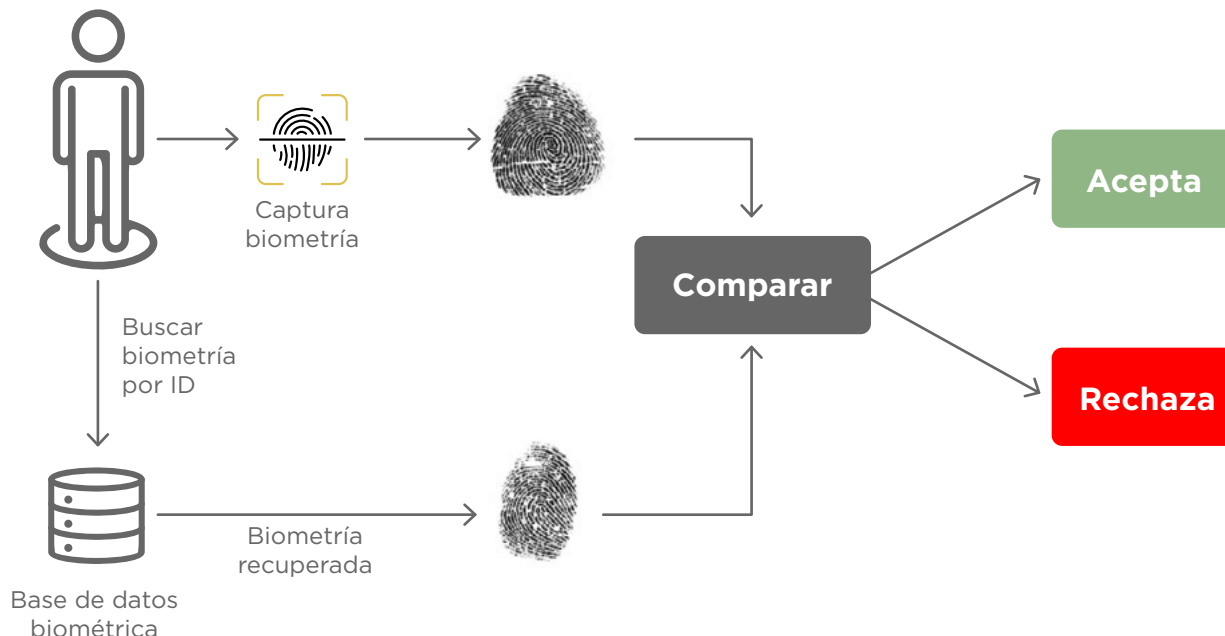 Captura
biometría
Acepta
Comparar
Buscar
biometría
por ID
Rechaza
Biometría
recuperada
Base de datos
biométrica